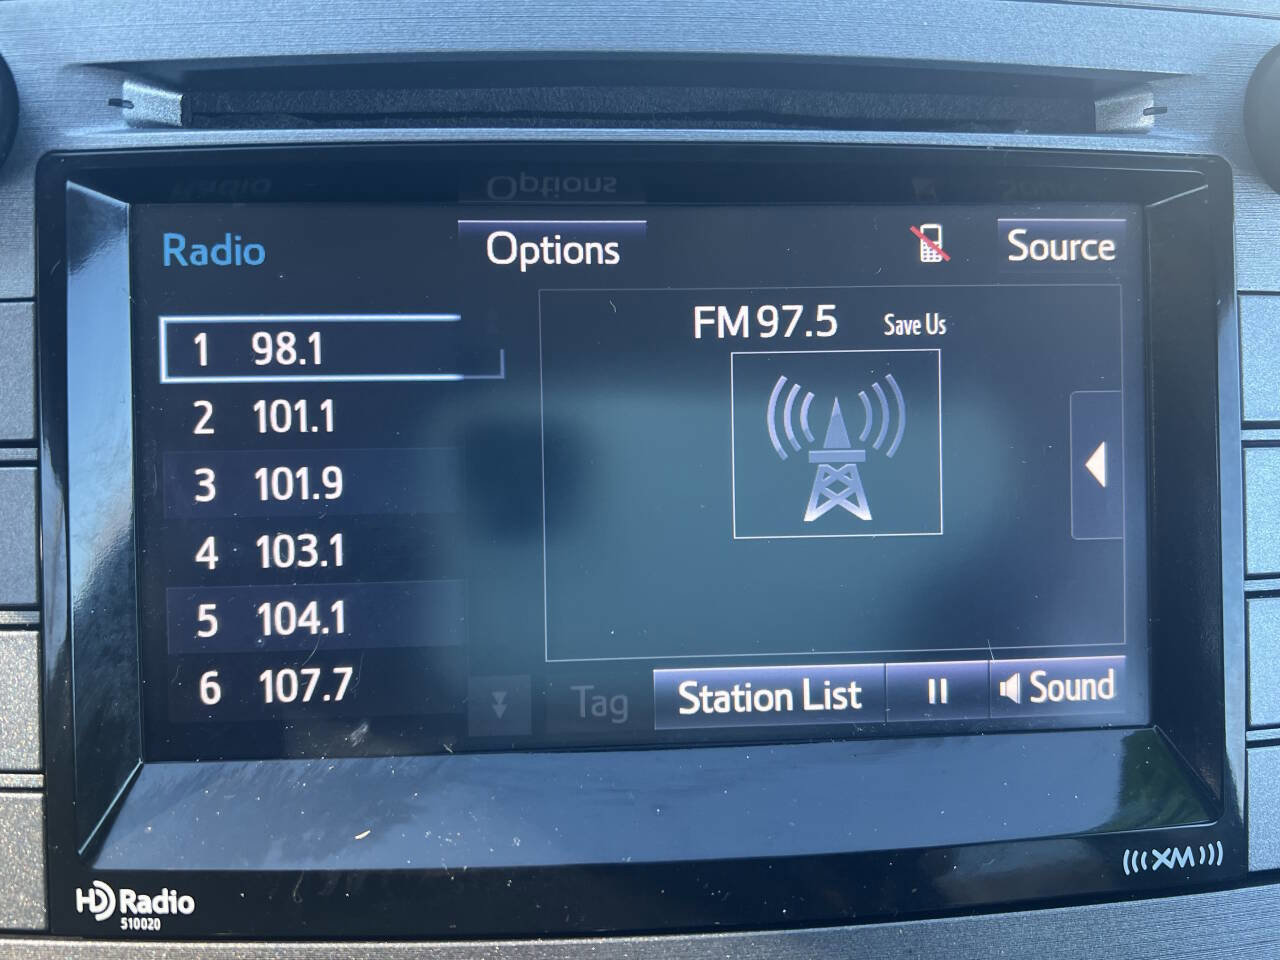 Radio
Options
Source
FM 97.5 Save Us
1 98.1
2 101.1
3 101.9
4 103.1
5 104.1
6 107.7
Tag
Station List
Sound
HD Radio
510020
XM